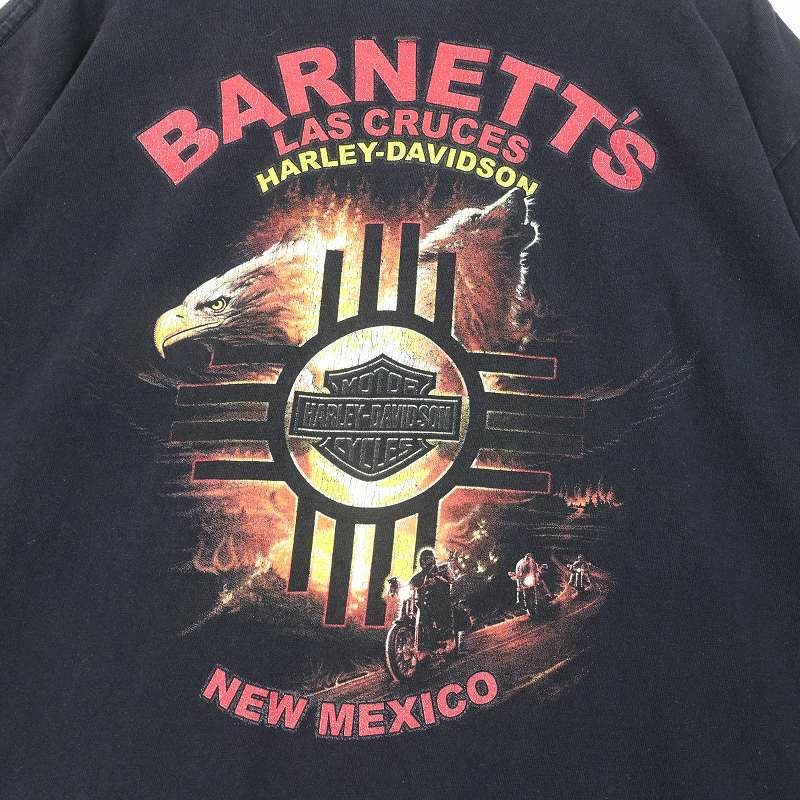 BARNETT'S
LAS CRUCES
HARLEY-DAVIDSON
MOTOR
HARLEY-DAVIDSON
CYCLES
NEW MEXICO